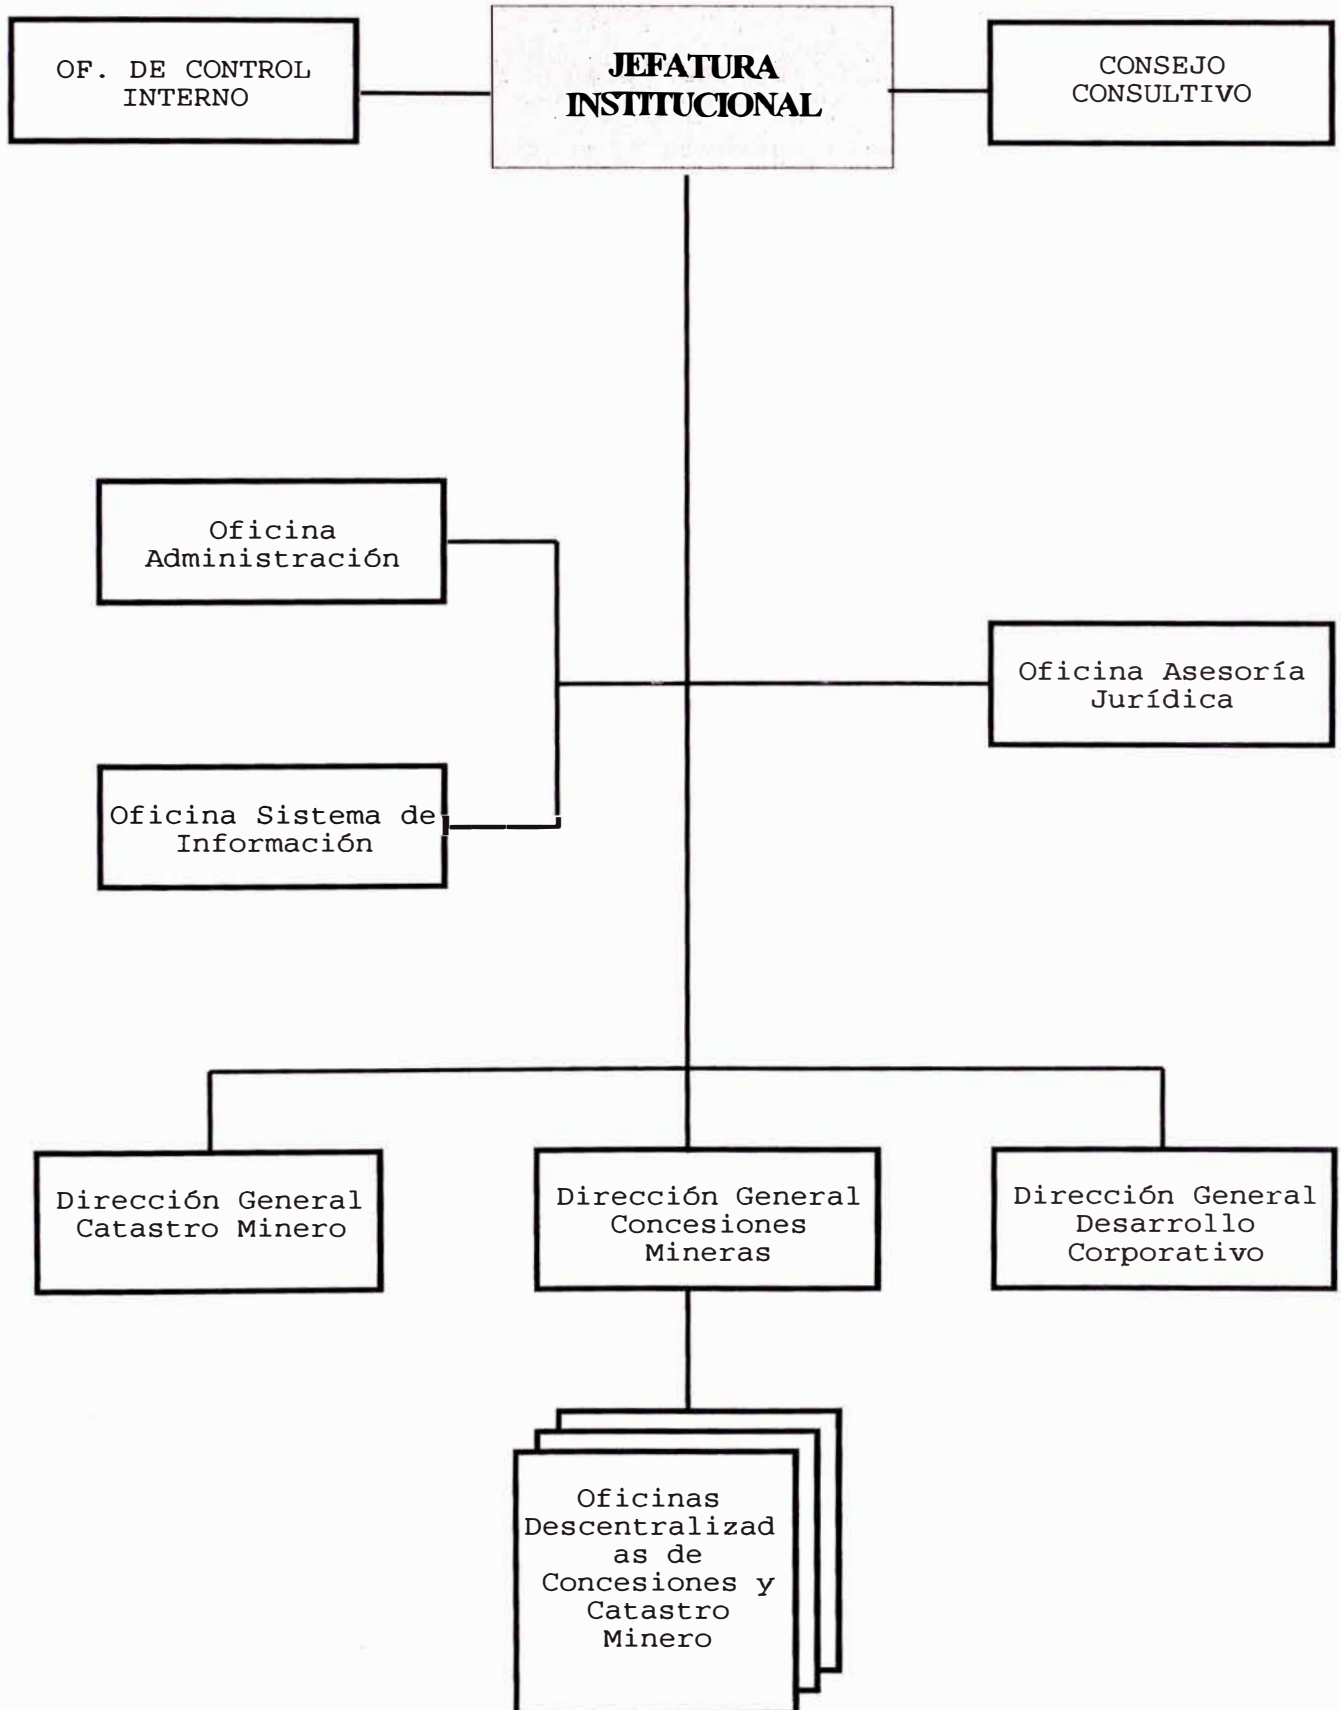 OF. DE CONTROL
INTERNO
JEFATURA
INSTITUCIONAL
CONSEJO
CONSULTIVO
Oficina
Administración
Oficina Asesoría
Jurídica
Oficina Sistema de
Información
Dirección General
Catastro Minero
Dirección General
Concesiones
Mineras
Dirección General
Desarrollo
Corporativo
Oficinas
Descentralizad
as de
Concesiones y
Catastro
Minero